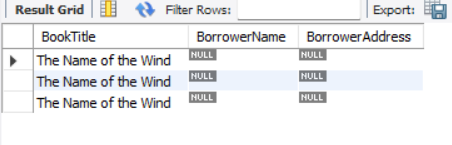 Result Grid Filter Rows: Export:
BookTitle BorrowerName BorrowerAddress
The Name of the Wind NULL NULL
The Name of the Wind NULL NULL
The Name of the Wind NULL NULL